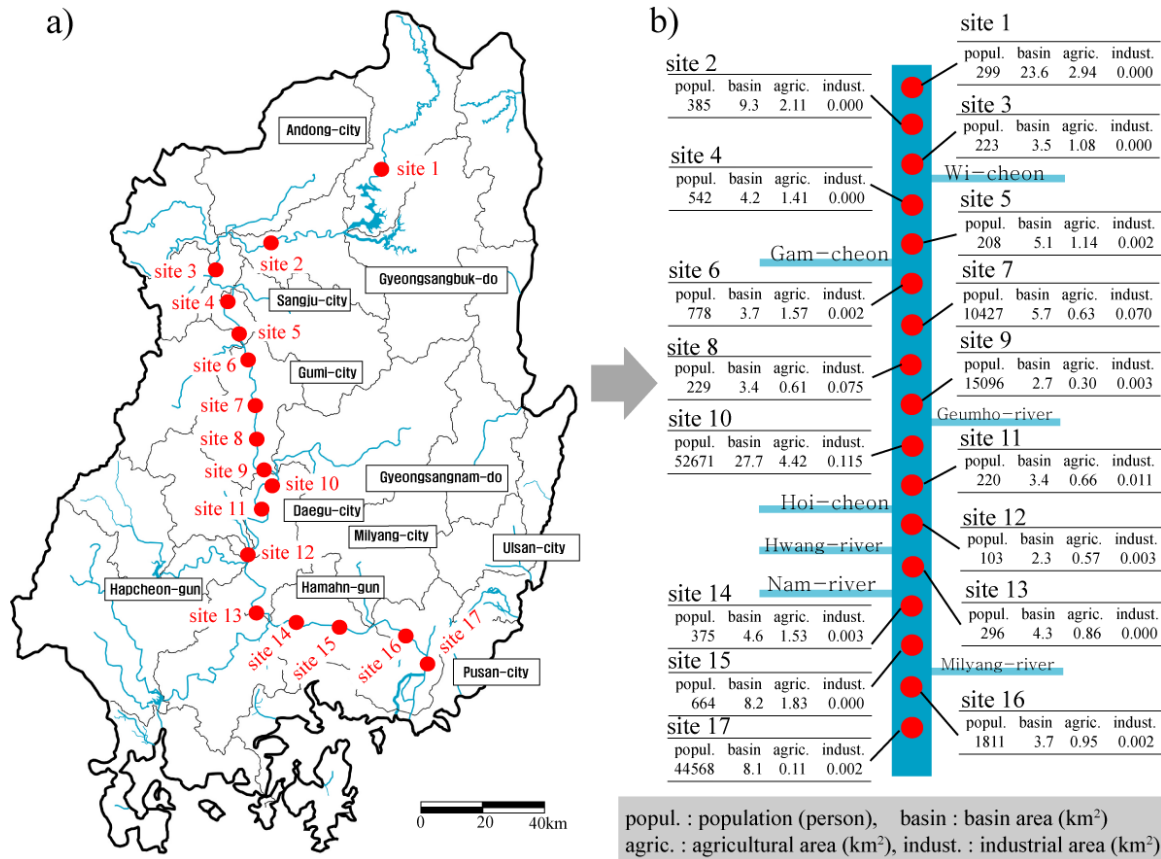 a)
Andong-city
site 1
site 2
site 3
Gyeongsangbuk-do
Sangju-city
site 4
site 5
site 6
Gumi-city
site 7
site 8
site 9
site 10
Gyeongsangnam-do
site 11
Daegu-city
Milyang-city
Ulsan-city
site 12
Hapcheon-gun
Hamahn-gun
site 13
site 14
site 15
site 16
site 17
Pusan-city
0 20 40km
b)
site 1
popul. basin agric. indust.
299 23.6 2.94 0.000
site 2
popul. basin agric. indust.
385 9.3 2.11 0.000
site 3
popul. basin agric. indust.
223 3.5 1.08 0.000
Wi-cheon
site 4
popul. basin agric. indust.
542 4.2 1.41 0.000
site 5
popul. basin agric. indust.
208 5.1 1.14 0.002
Gam-cheon
site 6
popul. basin agric. indust.
778 3.7 1.57 0.002
site 7
popul. basin agric. indust.
10427 5.7 0.63 0.070
site 8
popul. basin agric. indust.
229 3.4 0.61 0.075
site 9
popul. basin agric. indust.
15096 2.7 0.30 0.003
Geumho-river
site 10
popul. basin agric. indust.
52671 27.7 4.42 0.115
site 11
popul. basin agric. indust.
220 3.4 0.66 0.011
Hoi-cheon
site 12
popul. basin agric. indust.
103 2.3 0.57 0.003
Hwang-river
Nam-river
site 13
popul. basin agric. indust.
296 4.3 0.86 0.000
site 14
popul. basin agric. indust.
375 4.6 1.53 0.003
Milyang-river
site 15
popul. basin agric. indust.
664 8.2 1.83 0.000
site 16
popul. basin agric. indust.
1811 3.7 0.95 0.002
site 17
popul. basin agric. indust.
44568 8.1 0.11 0.002
popul. : population (person), basin : basin area (km²)
agric. : agricultural area (km²), indust. : industrial area (km²)